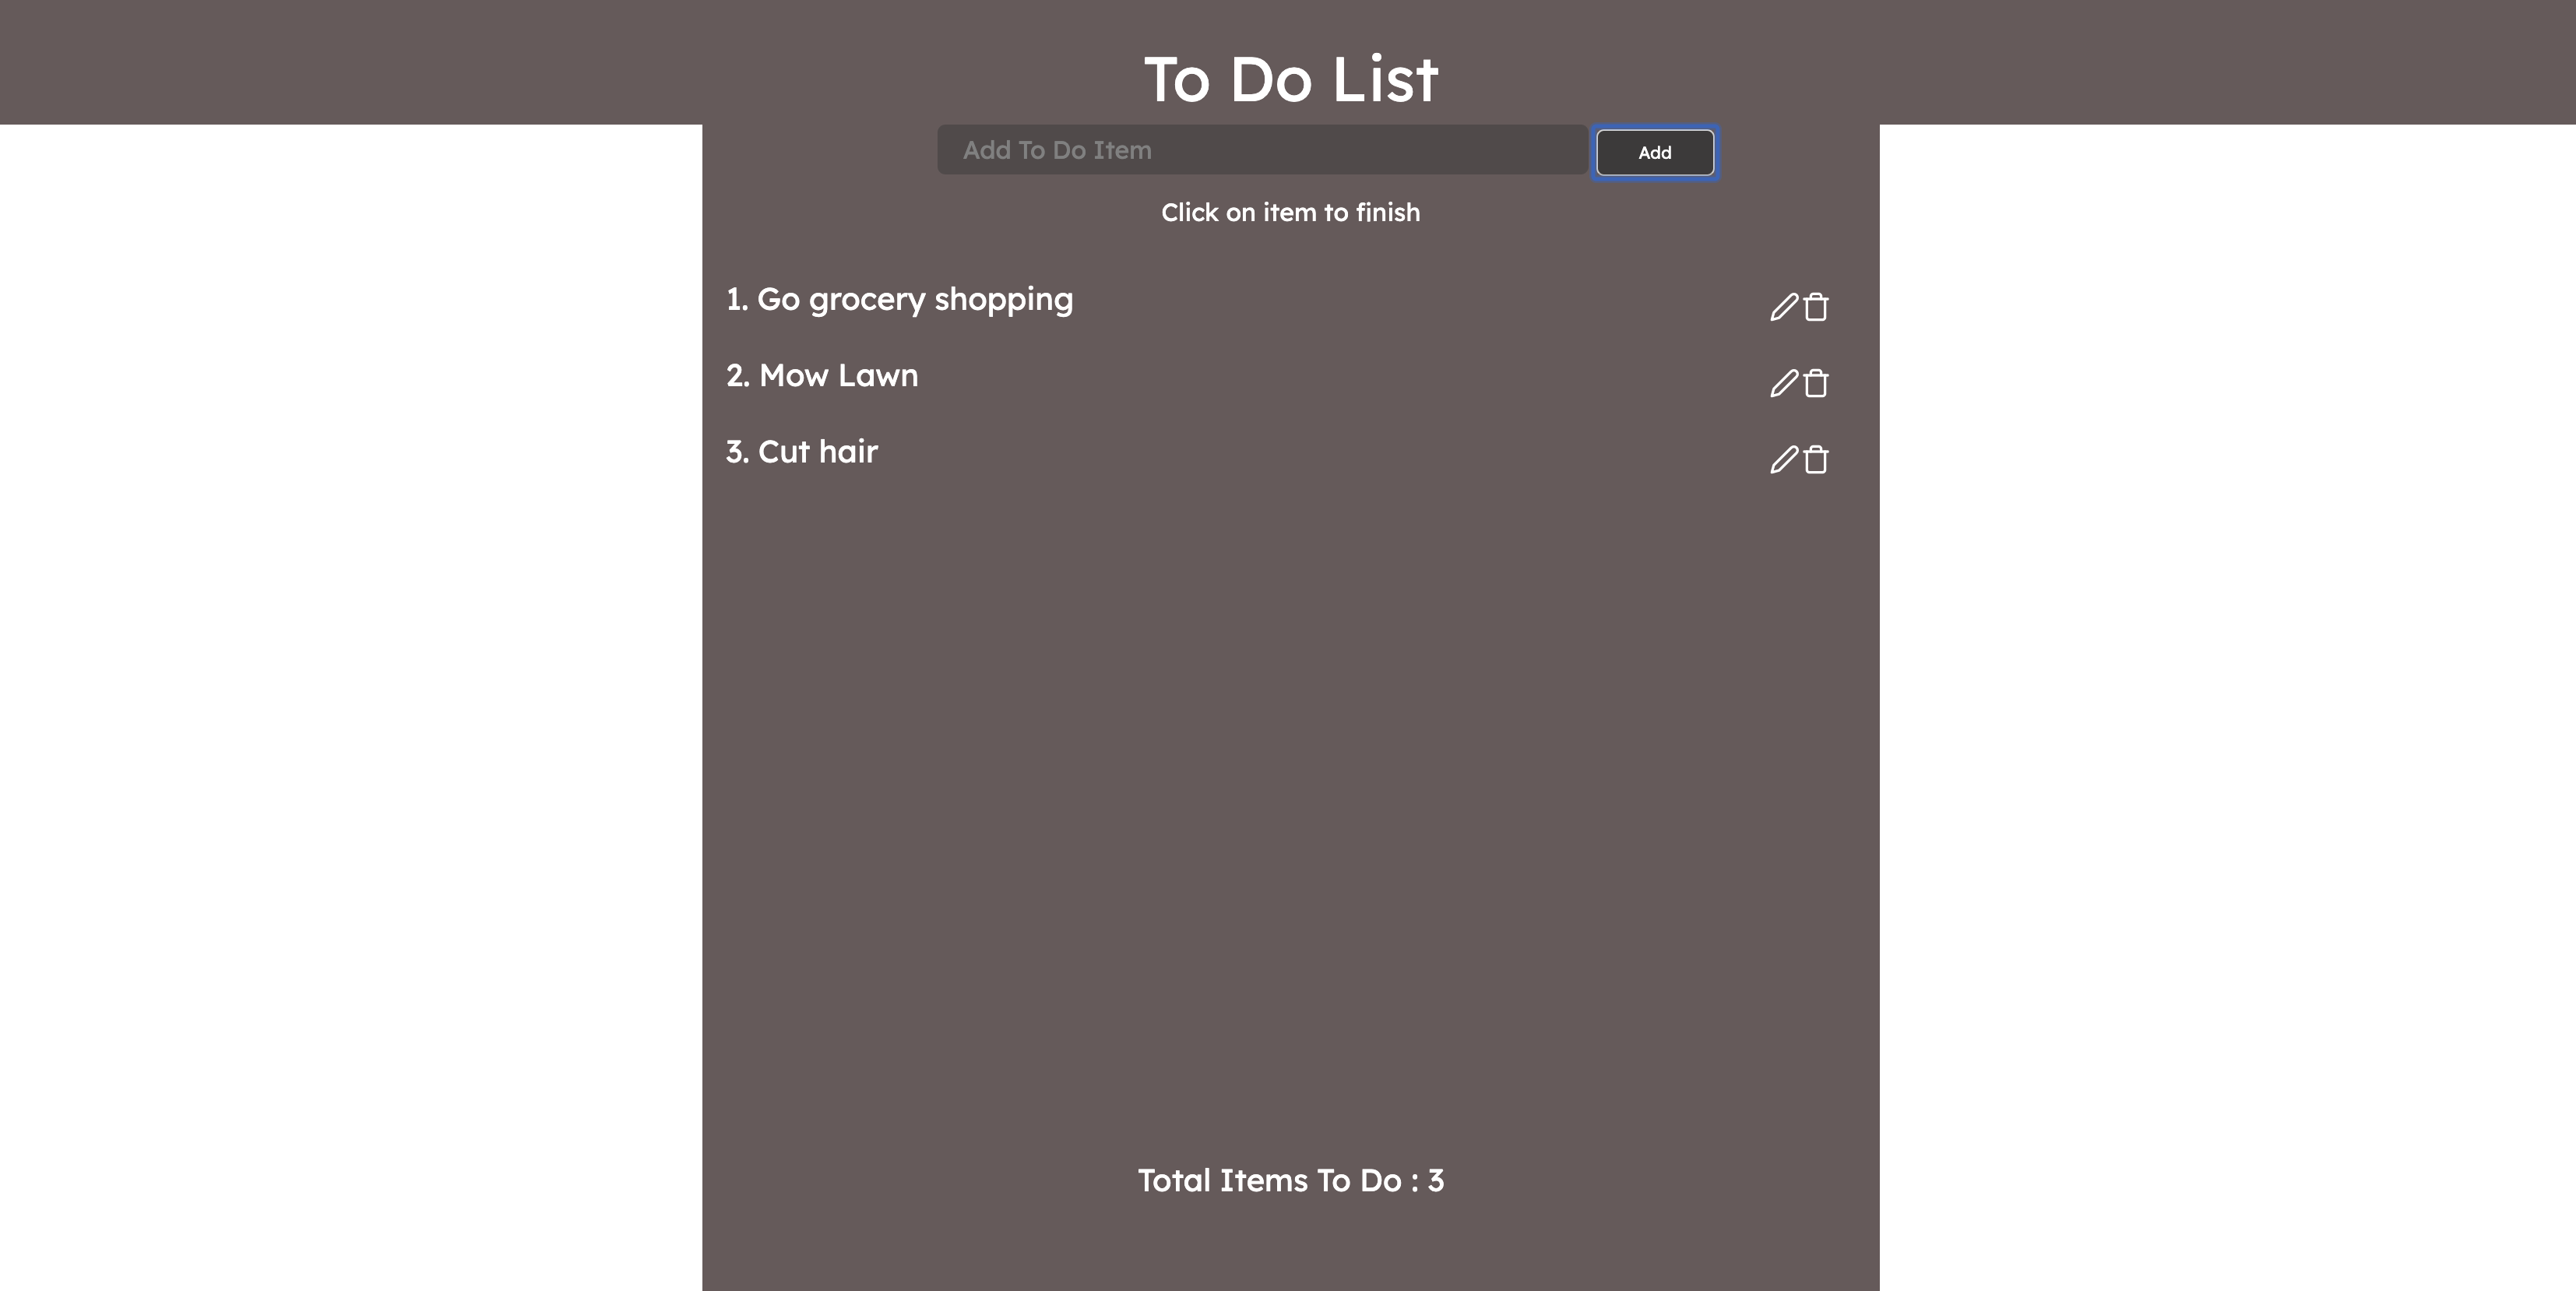 To Do List
Add To Do Item
Add
Click on item to finish
1. Go grocery shopping
2. Mow Lawn
3. Cut hair
Total Items To Do : 3